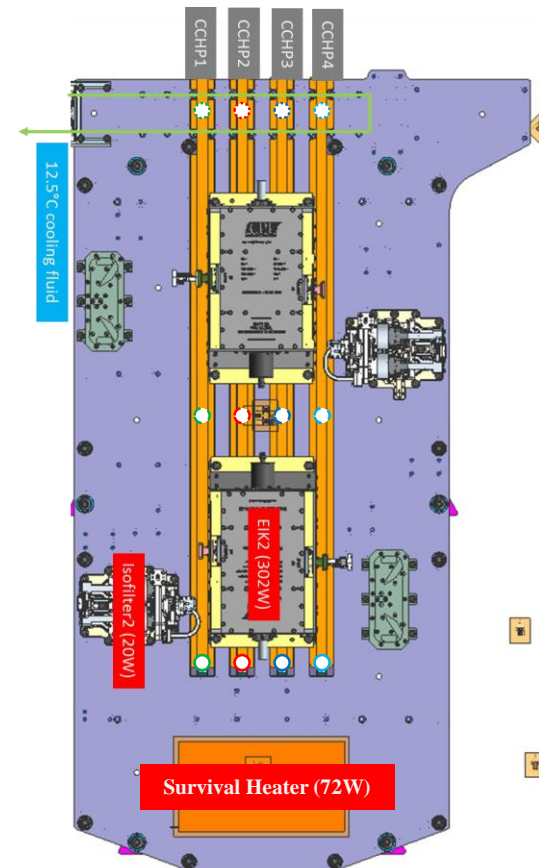 CCHP1
CCHP2
CCHP3
CCHP4
12.5°C cooling fluid
EIK2 (302W)
Isofilter2 (20W)
Survival Heater (72W)